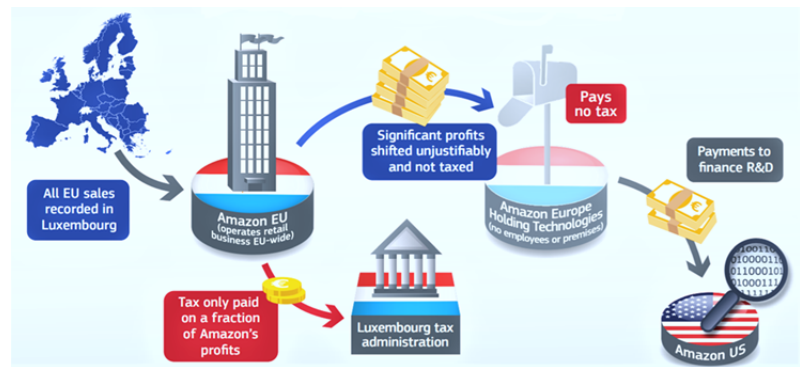 All EU sales
recorded in
Luxembourg
Amazon EU
(operates retail
business EU-wide)
Significant profits
shifted unjustifiably
and not taxed
Pays
no tax
Amazon Europe
Holding Technologies
(no employees or premises)
Payments to
finance R&D
Tax only paid
on a fraction
of Amazon's
profits
Luxembourg tax
administration
Amazon US